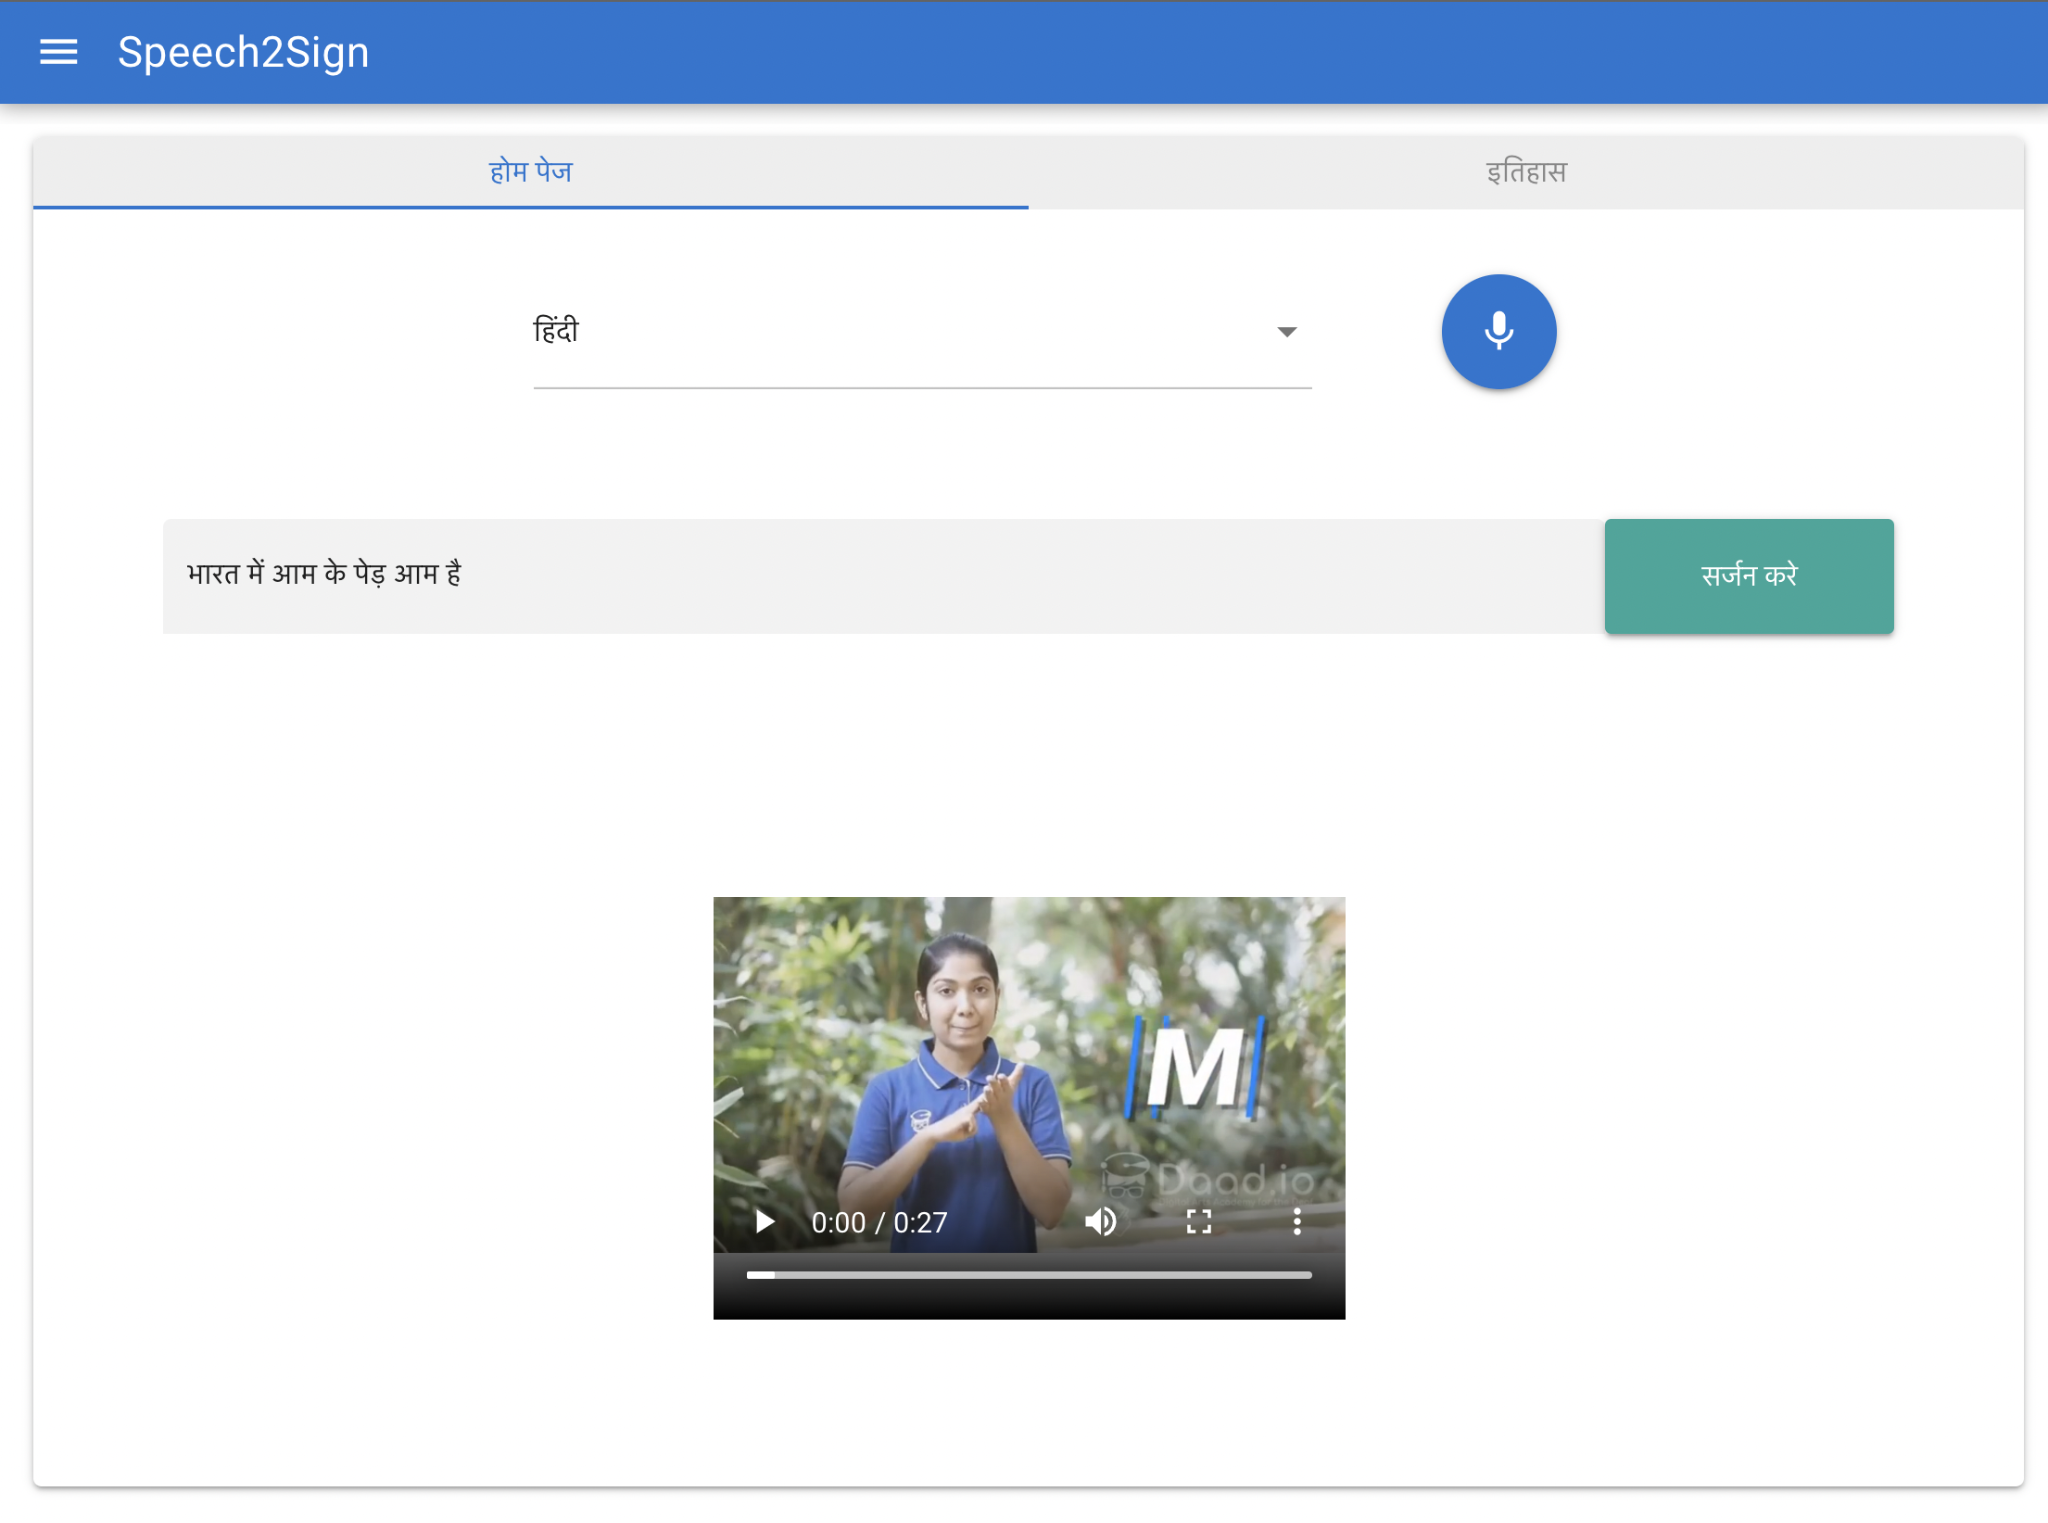 Speech2Sign
होम पेज
इतिहास
हिंदी
भारत में आम के पेड़ आम है
सर्जन करे
M
Daad.io
0:00 / 0:27